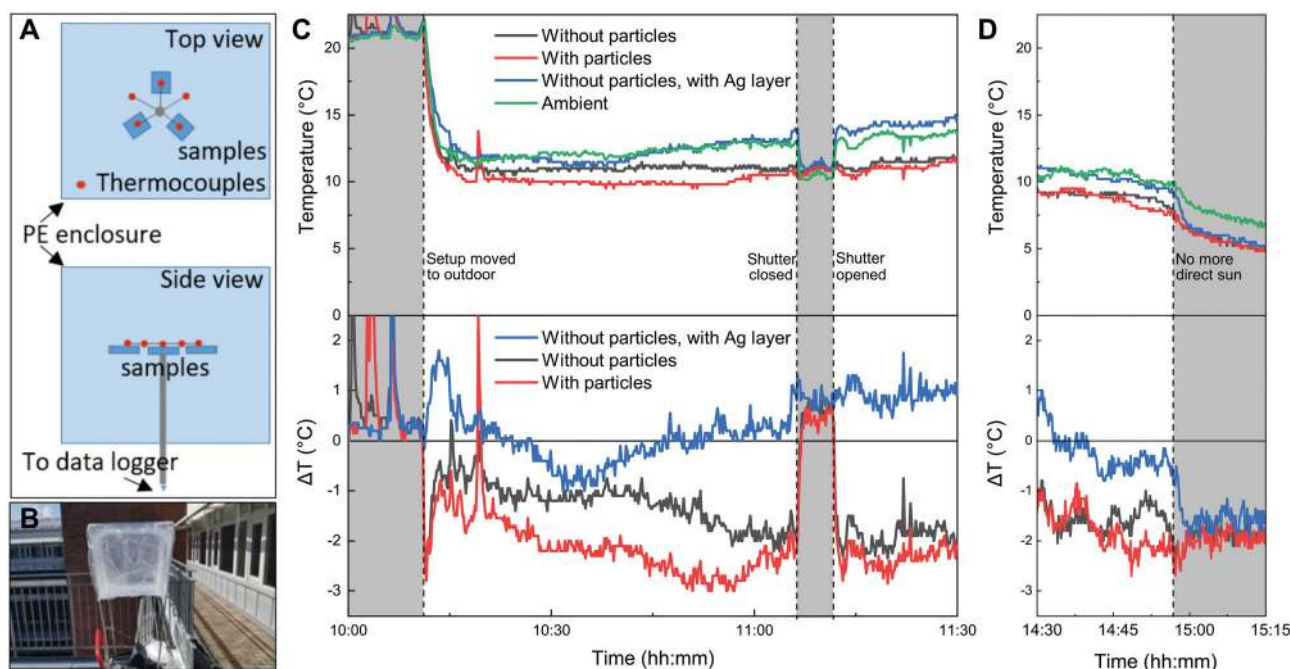 A
Top view
samples
Thermocouples
PE enclosure
Side view
samples
To data logger
B
C
Temperature (°C)
20
15
10
5
0
Without particles
With particles
Without particles, with Ag layer
Ambient
Setup moved
to outdoor
Shutter
closed
Shutter
opened
ΔT (°C)
2
1
0
-1
-2
-3
Without particles, with Ag layer
Without particles
With particles
10:00
10:30
11:00
11:30
Time (hh:mm)
D
Temperature (°C)
20
15
10
5
0
No more
direct sun
ΔT (°C)
2
1
0
-1
-2
-3
14:30
14:45
15:00
15:15
Time (hh:mm)